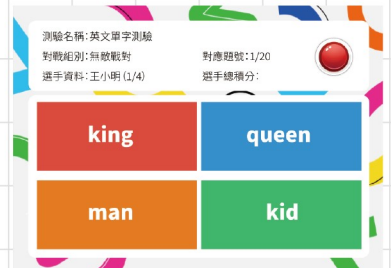 測驗名稱：英文單字測驗
對戰組別：無敵戰對
對應題號：1/20
選手資料：王小明（1/4）
選手總積分：
king
queen
man
kid